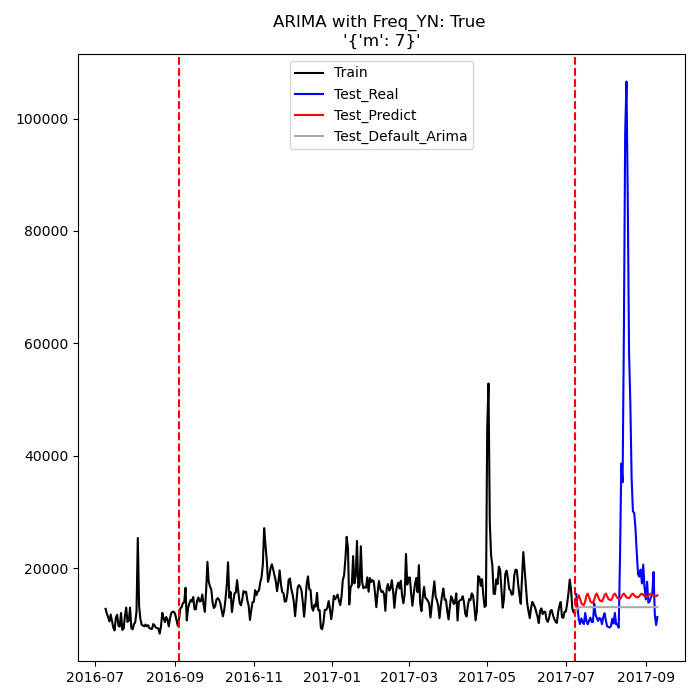 ARIMA with Freq_YN: True
'{'m': 7}'
Train
Test_Real
Test_Predict
Test_Default_Arima
100000
80000
60000
40000
20000
2016-07 2016-09 2016-11 2017-01 2017-03 2017-05 2017-07 2017-09